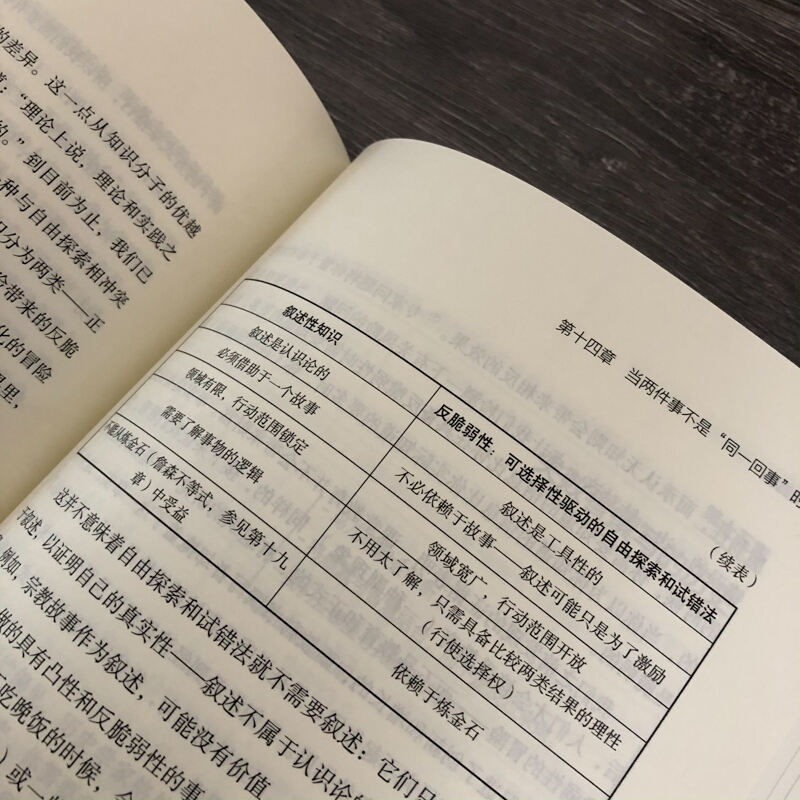 的差异。这一点从知识分子的优越
：“理论上说，理论和实践之
的。”到目前为止，我们已
种与自由探索相冲突
分为两类——正
带来的反脆
化的冒险
里，
第十四章 当两件事不是“同一回事”
（续表）
叙述性知识 反脆弱性：可选择性驱动的自由探索和试错法
叙述是认识论的 叙述是工具性的
必须借助于一个故事 不必依赖于故事——叙述可能只是为了激励
领域有限，行动范围锁定 领域宽广，行动范围开放
需要了解事物的逻辑 不用太了解，只需具备比较两类结果的理性
（行使选择权）
不能从炼金石（詹森不等式，参见第十九 依赖于炼金石
章）中受益
这并不意味着自由探索和试错法就不需要叙述：它们只
叙述，以证明自己的真实性——叙述不属于认识论的
例如，宗教故事作为叙述，可能没有价值
做的具有凸性和反脆弱性的事
吃晚饭的时候，
）或一